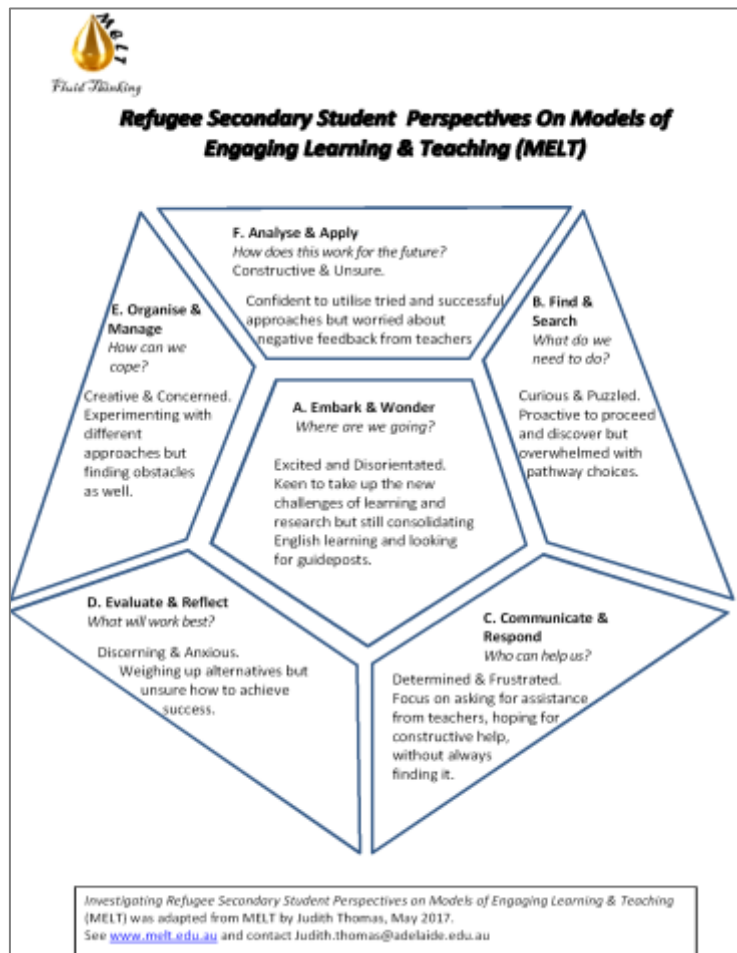 MELT
Fluid Thinking
Refugee Secondary Student Perspectives On Models of
Engaging Learning & Teaching (MELT)
F. Analyse & Apply
How does this work for the future?
Constructive & Unsure.
Confident to utilise tried and successful
approaches but worried about
negative feedback from teachers
E. Organise &
Manage
How can we
cope?
Creative & Concerned.
Experimenting with
different
approaches but
finding obstacles
as well.
A. Embark & Wonder
Where are we going?
Excited and Disorientated.
Keen to take up the new
challenges of learning and
research but still consolidating
English learning and looking
for guideposts.
B. Find &
Search
What do we
need to do?
Curious & Puzzled.
Proactive to proceed
and discover but
overwhelmed with
pathway choices.
D. Evaluate & Reflect
What will work best?
Discerning & Anxious.
Weighing up alternatives but
unsure how to achieve
success.
C. Communicate &
Respond
Who can help us?
Determined & Frustrated.
Focus on asking for assistance
from teachers, hoping for
constructive help,
without always
finding it.
Investigating Refugee Secondary Student Perspectives on Models of Engaging Learning & Teaching
(MELT) was adapted from MELT by Judith Thomas, May 2017.
See www.melt.edu.au and contact Judith.thomas@adelaide.edu.au